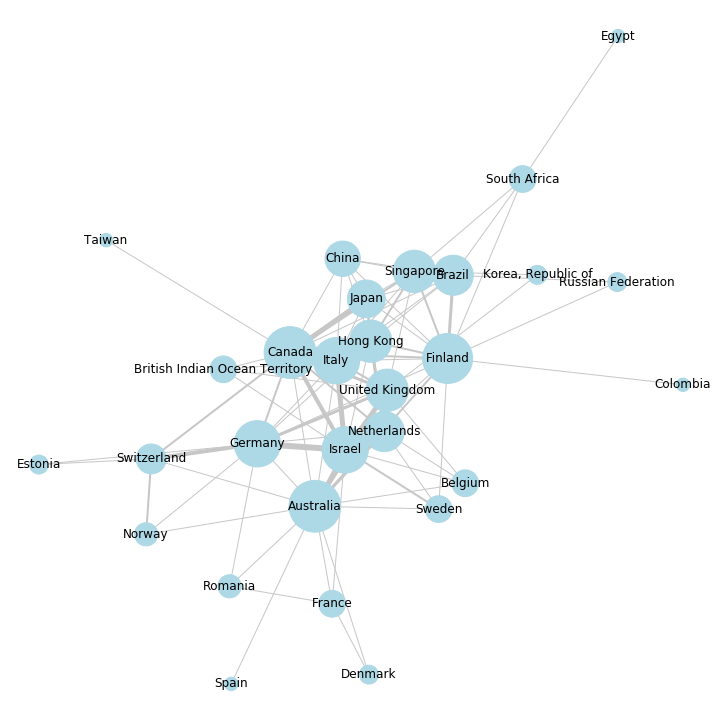 Egypt
South Africa
Taiwan
China
Singapore
Brazil
Korea, Republic of
Russian Federation
Japan
Hong Kong
Canada
Italy
Finland
British Indian Ocean Territory
United Kingdom
Colombia
Netherlands
Germany
Israel
Estonia
Switzerland
Belgium
Australia
Sweden
Norway
Romania
France
Denmark
Spain